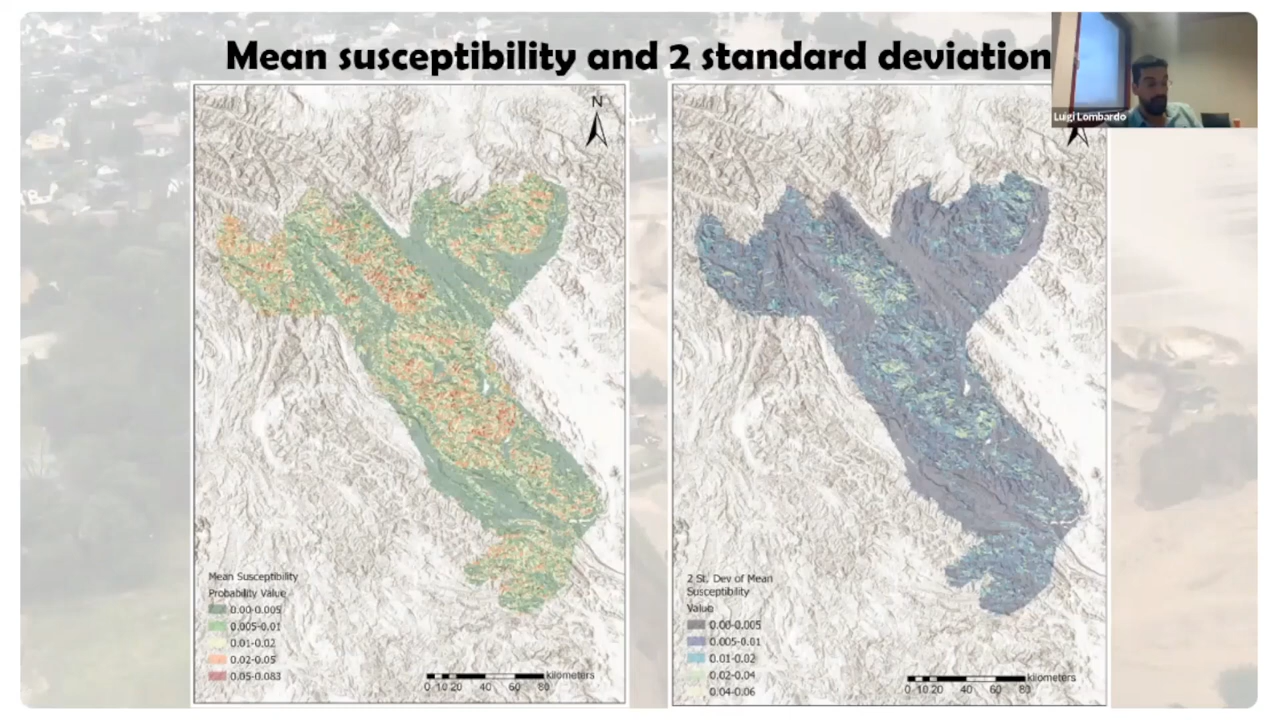 Mean susceptibility and 2 standard deviation
Luigi Lombardo
N
Mean Susceptibility
Probability Value
0.00-0.005
0.005-0.01
0.01-0.02
0.02-0.05
0.05-0.083
kilometers
0 10 20 40 60 80
2 St. Dev of Mean
Susceptibility
Value
0.00-0.005
0.005-0.01
0.01-0.02
0.02-0.04
0.04-0.06
kilometers
0 10 20 40 60 80